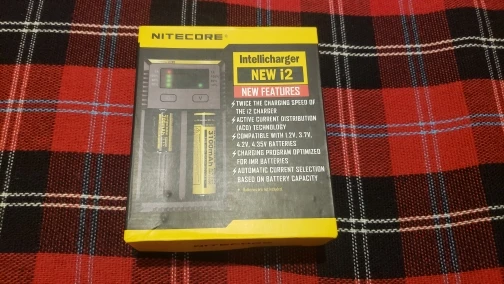 NITECORE®
Intellicharger
NEW i2
NEW FEATURES
TWICE THE CHARGING SPEED OF
THE I2 CHARGER
ACTIVE CURRENT DISTRIBUTION
(ACD) TECHNOLOGY
COMPATIBLE WITH 1.2V, 3.7V,
4.2V, 4.35V BATTERIES
CHARGING PROGRAM OPTIMIZED
FOR IMR BATTERIES
AUTOMATIC CURRENT SELECTION
BASED ON BATTERY CAPACITY
3100mAh
NITECORE